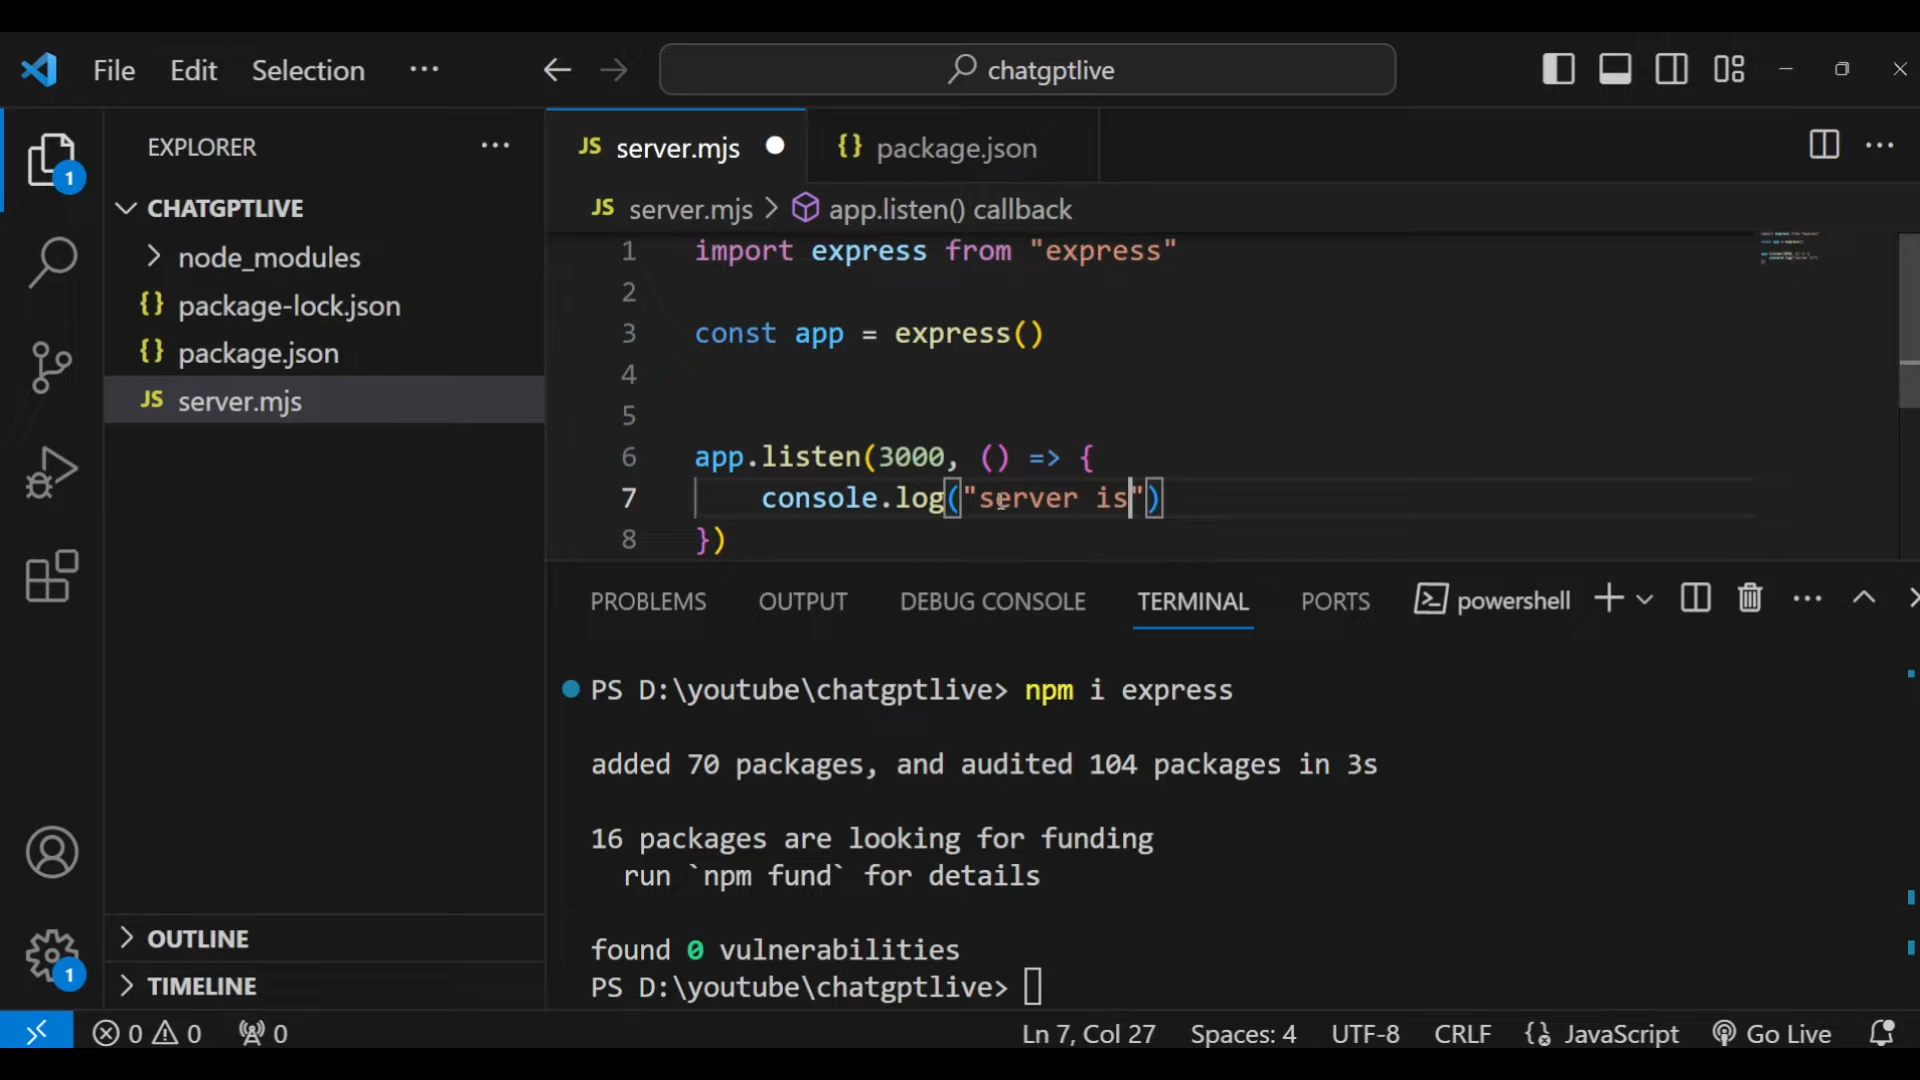 File Edit Selection ... chatgptlive
EXPLORER ...
JS server.mjs {} package.json ...
1
CHATGPTLIVE
JS server.mjs > app.listen() callback
node_modules
1 import express from "express"
2
package-lock.json
3 const app = express()
package.json
4
JS server.mjs
5
6 app.listen(3000, () => {
7 console.log("server is")
8 })
PROBLEMS OUTPUT DEBUG CONSOLE TERMINAL PORTS powershell ...
PS D:\youtube\chatgptlive> npm i express
added 70 packages, and audited 104 packages in 3s
16 packages are looking for funding
run `npm fund` for details
found 0 vulnerabilities
PS D:\youtube\chatgptlive>
OUTLINE
1
TIMELINE
0 0 0 Ln 7, Col 27 Spaces: 4 UTF-8 CRLF {} JavaScript Go Live